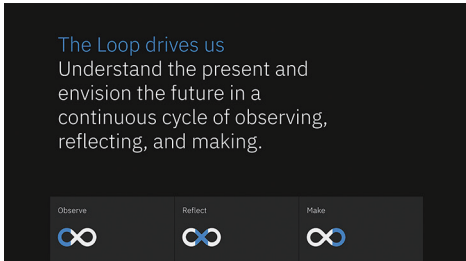 The Loop drives us
Understand the present and
envision the future in a
continuous cycle of observing,
reflecting, and making.
Observe
Reflect
Make